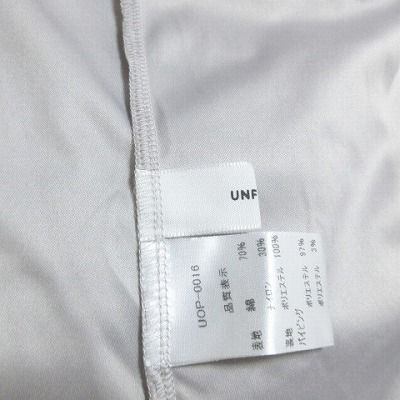 UNF
UOP-0016
品質表示
表地 綿 70%
ナイロン 30%
裏地 ポリエステル 100%
パイピング ポリエステル 97%
3%